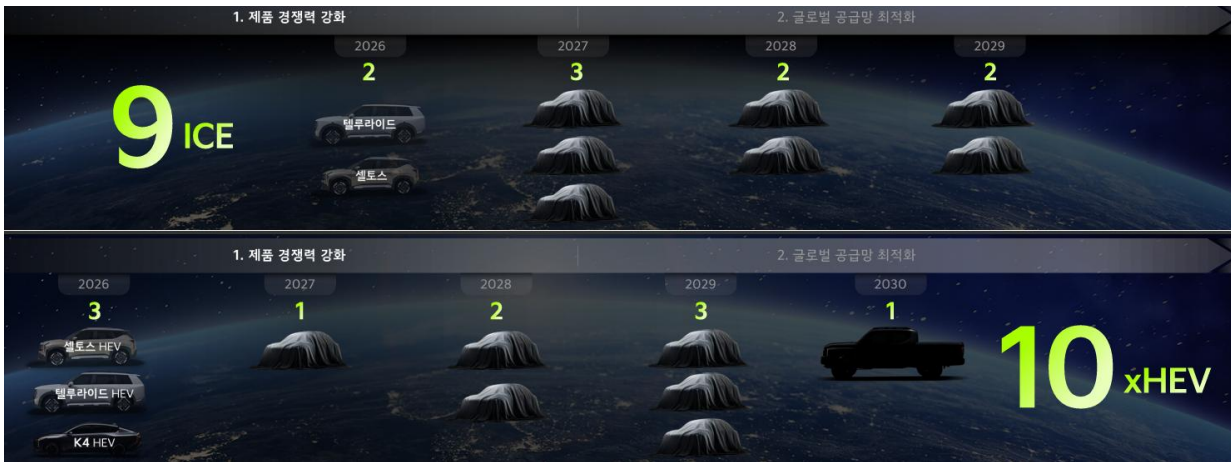 1. 제품 경쟁력 강화
2. 글로벌 공급망 최적화
2026
2027
2028
2029
2
3
2
2
9 ICE
텔루라이드
셀토스
1. 제품 경쟁력 강화
2. 글로벌 공급망 최적화
2026
2027
2028
2029
2030
3
1
2
3
1
셀토스 HEV
텔루라이드 HEV
K4 HEV
10 xHEV